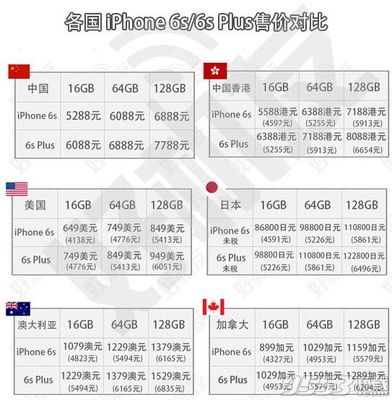 各国 iPhone 6s/6s Plus售价对比
中国 16GB 64GB 128GB
iPhone 6s 5288元 6088元 6888元
6s Plus 6088元 6888元 7788元
中国香港 16GB 64GB 128GB
iPhone 6s 5588港元 6388港元 7188港元
(4597元) (5255元) (5913元)
6s Plus 6388港元 7188港元 8088港元
(5255元) (5913元) (6654元)
美国 16GB 64GB 128GB
iPhone 6s 649美元 749美元 849美元
(4138元) (4776元) (5413元)
6s Plus 749美元 849美元 949美元
(4776元) (5413元) (6051元)
日本 16GB 64GB 128GB
iPhone 6s 86800日元 98800日元 110800日元
未税 (4591元) (5226元) (5861元)
6s Plus 98800日元 110800日元 122800日元
未税 (5226元) (5861元) (6496元)
澳大利亚 16GB 64GB 128GB
iPhone 6s 1079澳元 1229澳元 1379澳元
(4823元) (5494元) (6165元)
6s Plus 1229澳元 1379澳元 1529澳元
(5494元) (6165元) (6835元)
加拿大 16GB 64GB 128GB
iPhone 6s 899加元 1029加元 1159加元
(4327元) (4953元) (5579元)
6s Plus 1029加元 1159加元 1289加元
(4953元) (5579元) (6204元)